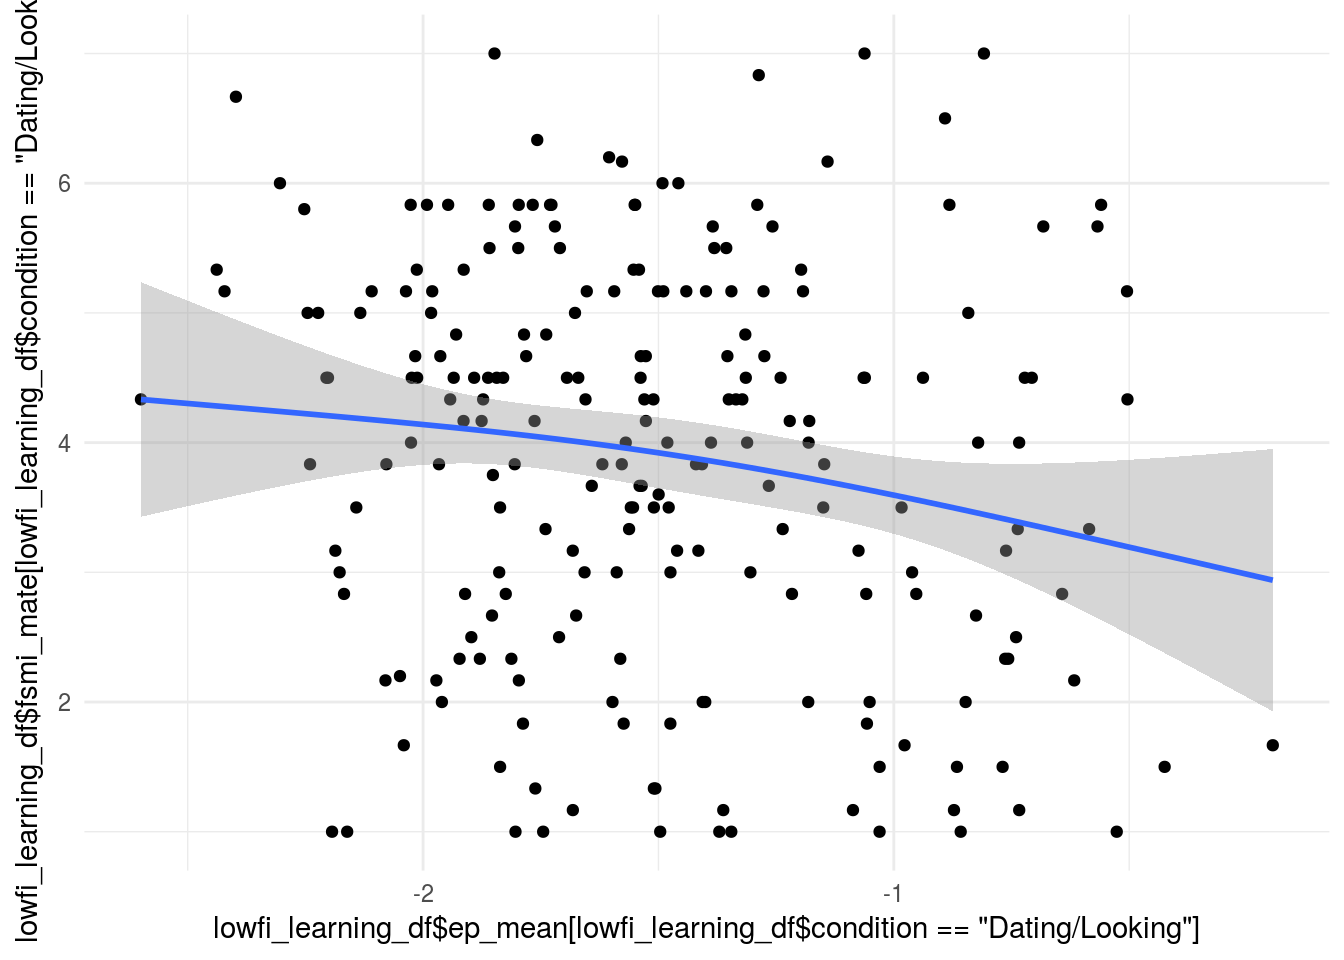 lowfi_learning_df$fsmi_mate[lowfi_learning_df$condition == "Dating/Look
6
4
2
-2
-1
lowfi_learning_df$ep_mean[lowfi_learning_df$condition == "Dating/Looking"]